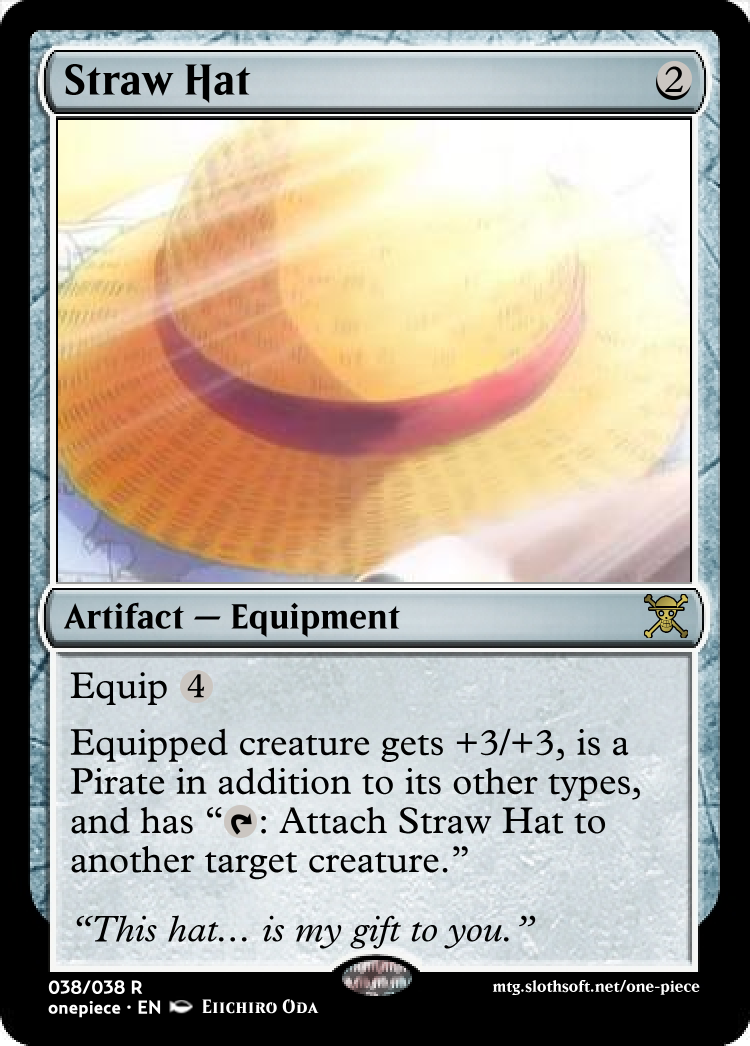 Straw Hat 2
Artifact — Equipment
Equip 4
Equipped creature gets +3/+3, is a
Pirate in addition to its other types,
and has “: Attach Straw Hat to
another target creature.”
“This hat… is my gift to you.”
038/038 R
mtg.slothsoft.net/one-piece
onepiece · EN Eiichiro Oda